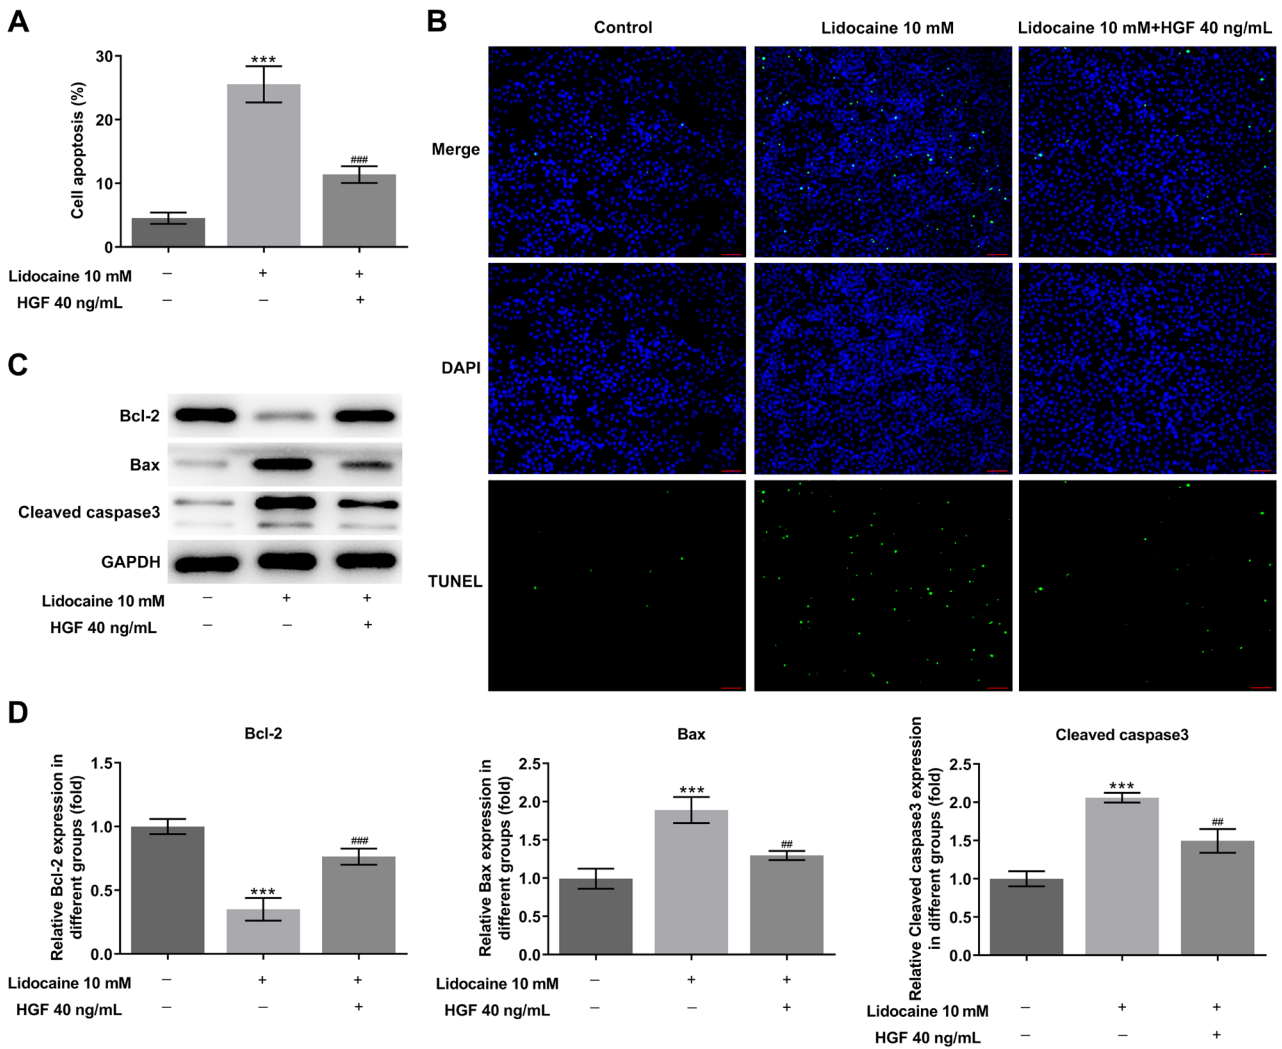 A
Cell apoptosis (%)
30
20
10
0
***
###
Lidocaine 10 mM − + +
HGF 40 ng/mL − − +
B
Control Lidocaine 10 mM Lidocaine 10 mM+HGF 40 ng/mL
Merge
DAPI
TUNEL
C
Bcl-2
Bax
Cleaved caspase3
GAPDH
Lidocaine 10 mM − + +
HGF 40 ng/mL − − +
D
Bcl-2
Relative Bcl-2 expression in
different groups (fold)
1.5
1.0
0.5
0.0
***
###
Lidocaine 10 mM − + +
HGF 40 ng/mL − − +
Bax
Relative Bax expression in
different groups (fold)
2.5
2.0
1.5
1.0
0.5
0.0
***
##
Lidocaine 10 mM − + +
HGF 40 ng/mL − − +
Cleaved caspase3
Relative Cleaved caspase3 expression
in different groups (fold)
2.5
2.0
1.5
1.0
0.5
0.0
***
##
Lidocaine 10 mM − + +
HGF 40 ng/mL − − +